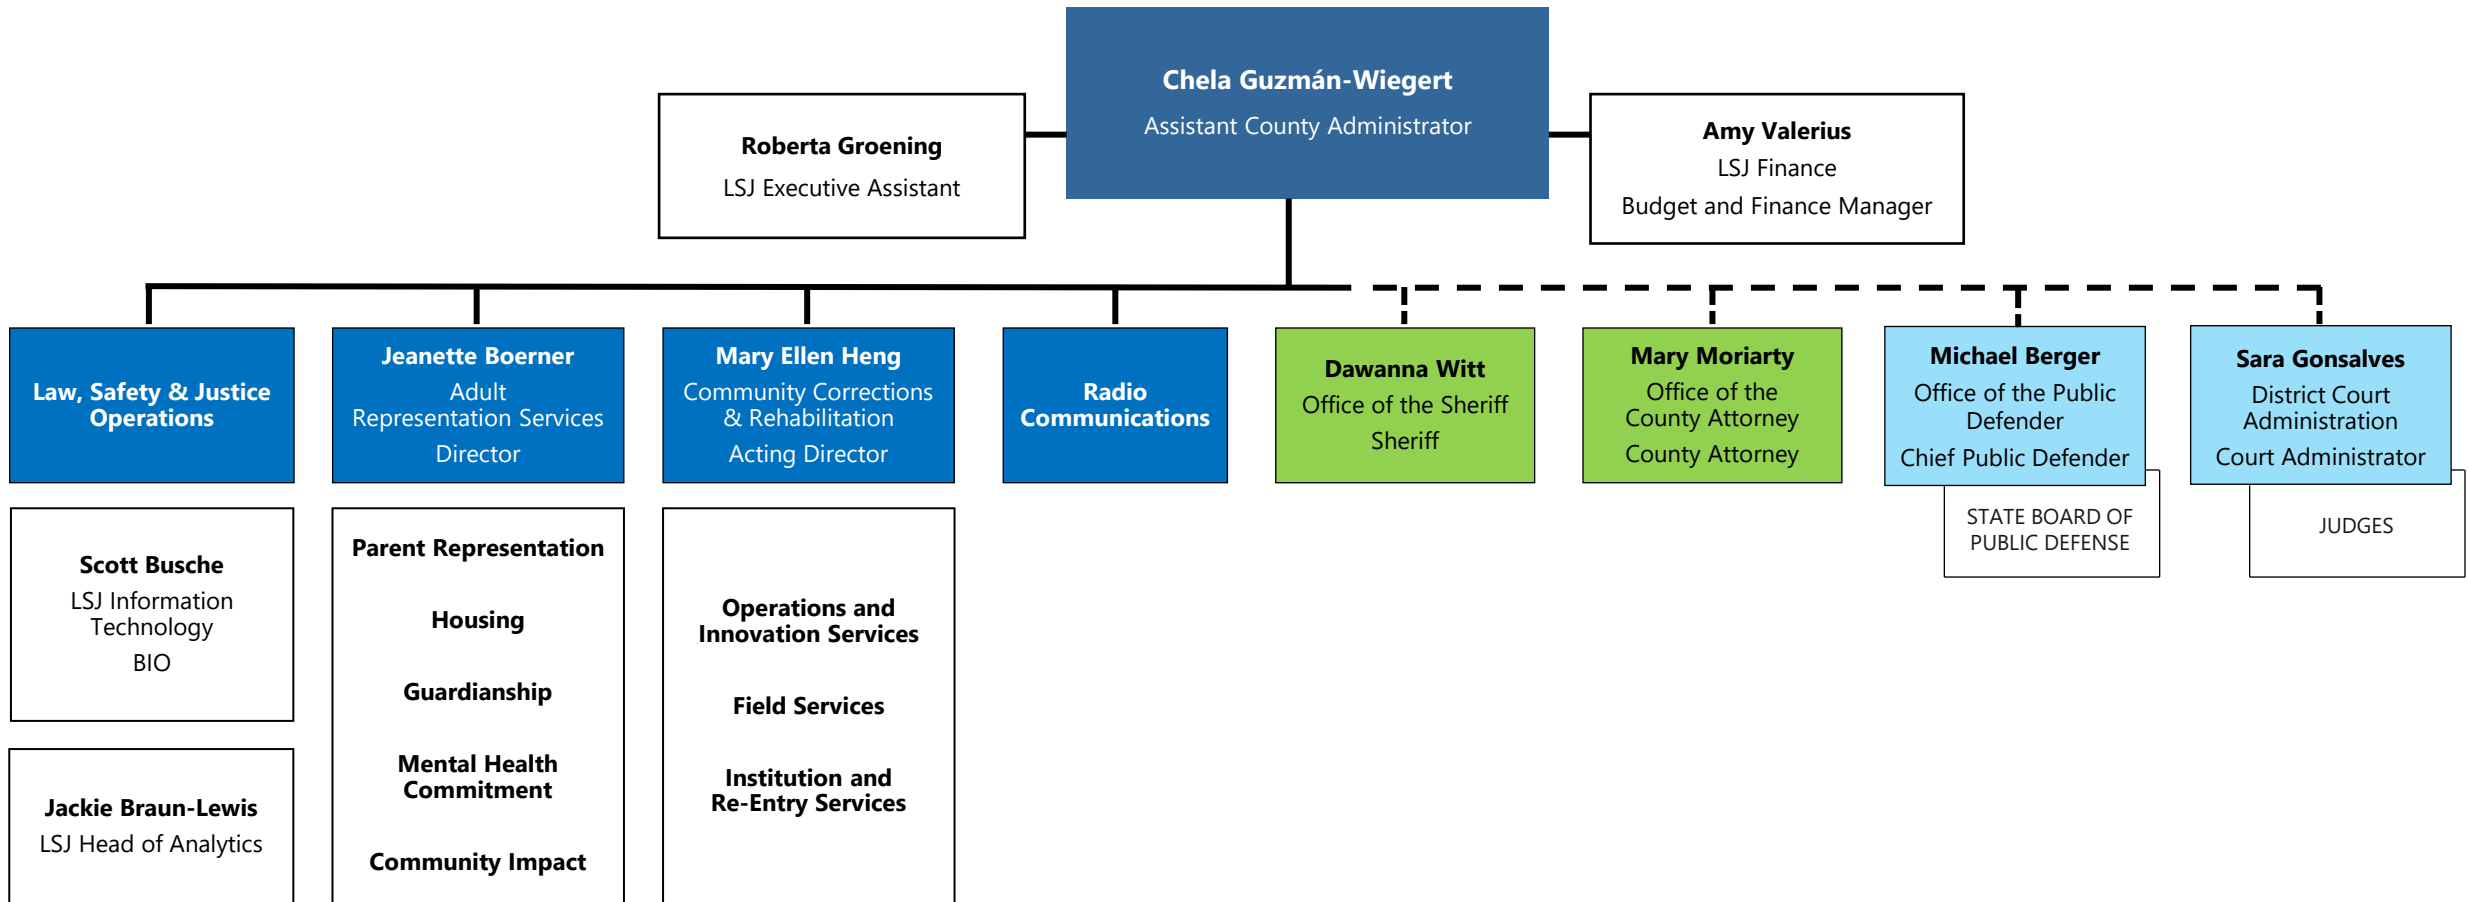 Chela Guzmán-Wiegert
Assistant County Administrator
Roberta Groening
LSJ Executive Assistant
Amy Valerius
LSJ Finance
Budget and Finance Manager
Law, Safety & Justice
Operations
Jeanette Boerner
Adult
Representation Services
Director
Mary Ellen Heng
Community Corrections
& Rehabilitation
Acting Director
Radio
Communications
Dawanna Witt
Office of the Sheriff
Sheriff
Mary Moriarty
Office of the
County Attorney
County Attorney
Michael Berger
Office of the Public
Defender
Chief Public Defender
STATE BOARD OF
PUBLIC DEFENSE
Sara Gonsalves
District Court
Administration
Court Administrator
JUDGES
Scott Busche
LSJ Information
Technology
BIO
Jackie Braun-Lewis
LSJ Head of Analytics
Parent Representation
Housing
Guardianship
Mental Health
Commitment
Community Impact
Operations and
Innovation Services
Field Services
Institution and
Re-Entry Services